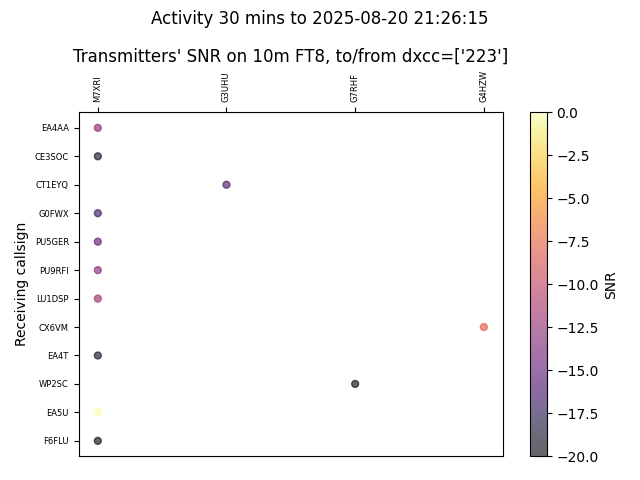 Activity 30 mins to 2025-08-20 21:26:15
Transmitters' SNR on 10m FT8, to/from dxcc=['223']
M7XRI
G3UHU
G7RHF
G4HZW
EA4AA
CE3SOC
CT1EYQ
G0FWX
PU5GER
PU9RFI
LU1DSP
CX6VM
EA4T
WP2SC
EA5U
F6FLU
Receiving callsign
0.0
−2.5
−5.0
−7.5
−10.0
−12.5
−15.0
−17.5
−20.0
SNR